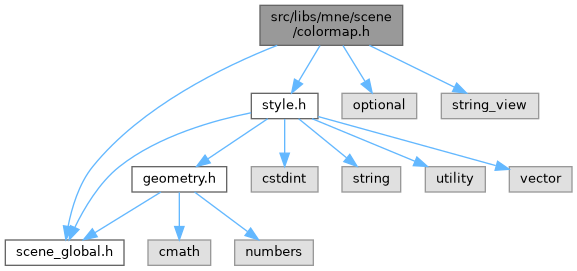 src/libs/mne/scene
/colormap.h
style.h
optional
string_view
geometry.h
cstdint
string
utility
vector
scene_global.h
cmath
numbers